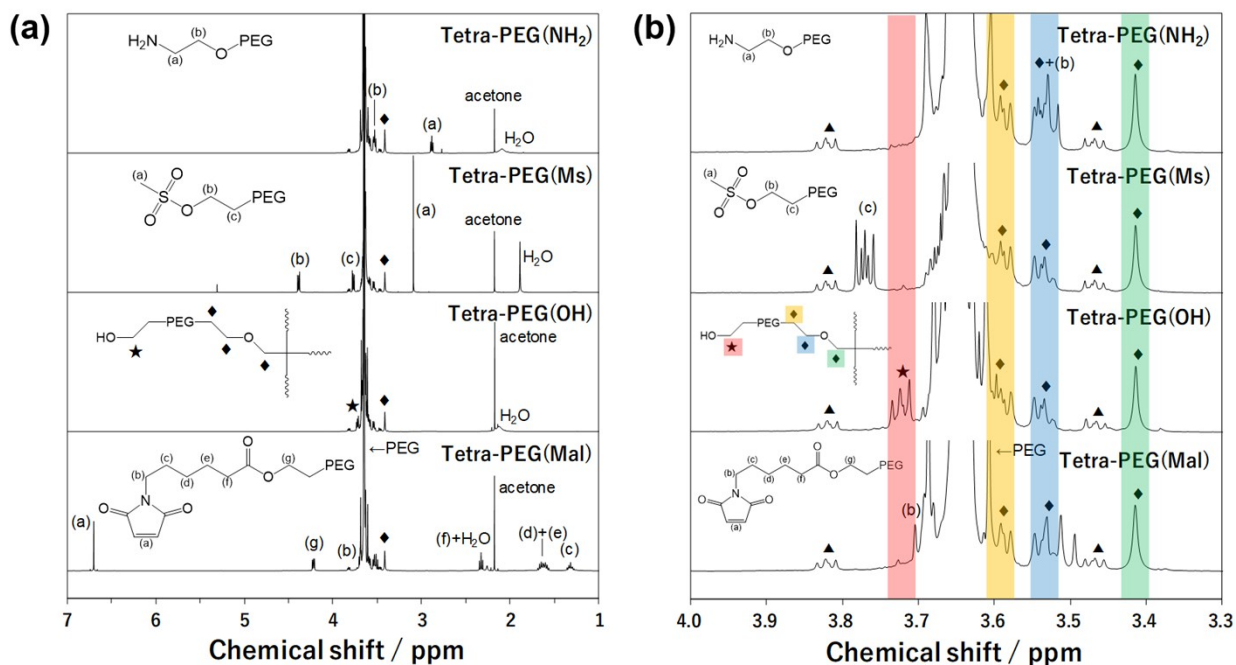 (a)
Tetra-PEG(NH2)
H2N
(b)
PEG
O
(a)
(b)
(a)
acetone
H2O
◆
Tetra-PEG(Ms)
(a)
O
S
O
O
(b)
(c)
PEG
(a)
acetone
H2O
(b)
(c)
◆
Tetra-PEG(OH)
HO
PEG
◆
O
★
◆
◆
acetone
H2O
★
◆
←PEG
Tetra-PEG(Mal)
(c)
(e)
O
(g)
PEG
(b)
(d)
(f)
O
N
O
O
(a)
acetone
(a)
(g)
(b)
◆
(f)+H2O
(d)+(e)
(c)
7
6
5
4
3
2
1
Chemical shift / ppm
(b)
Tetra-PEG(NH2)
H2N
(b)
PEG
O
(a)
◆
◆+(b)
◆
▲
▲
Tetra-PEG(Ms)
(a)
O
S
O
O
(b)
(c)
PEG
(c)
◆
◆
◆
▲
▲
Tetra-PEG(OH)
HO
PEG
◆
O
★
◆
◆
★
◆
◆
◆
▲
▲
←PEG
Tetra-PEG(Mal)
(c)
(e)
O
(g)
PEG
(b)
(d)
(f)
O
N
O
O
(a)
(b)
◆
◆
◆
▲
▲
4.0
3.9
3.8
3.7
3.6
3.5
3.4
3.3
Chemical shift / ppm